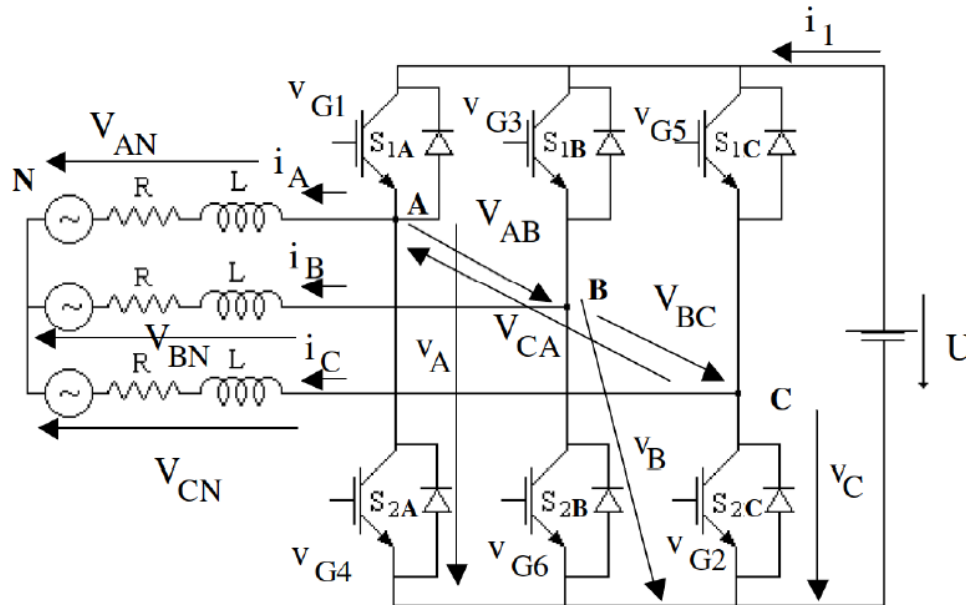 i1
vG1
vG3
vG5
VAN
S1A
S1B
S1C
N
R
L
iA
A
VAB
R
L
iB
B
VBC
VBN
iC
VCA
vA
U
R
L
C
VCN
vB
vC
S2A
S2B
S2C
vG4
vG6
vG2